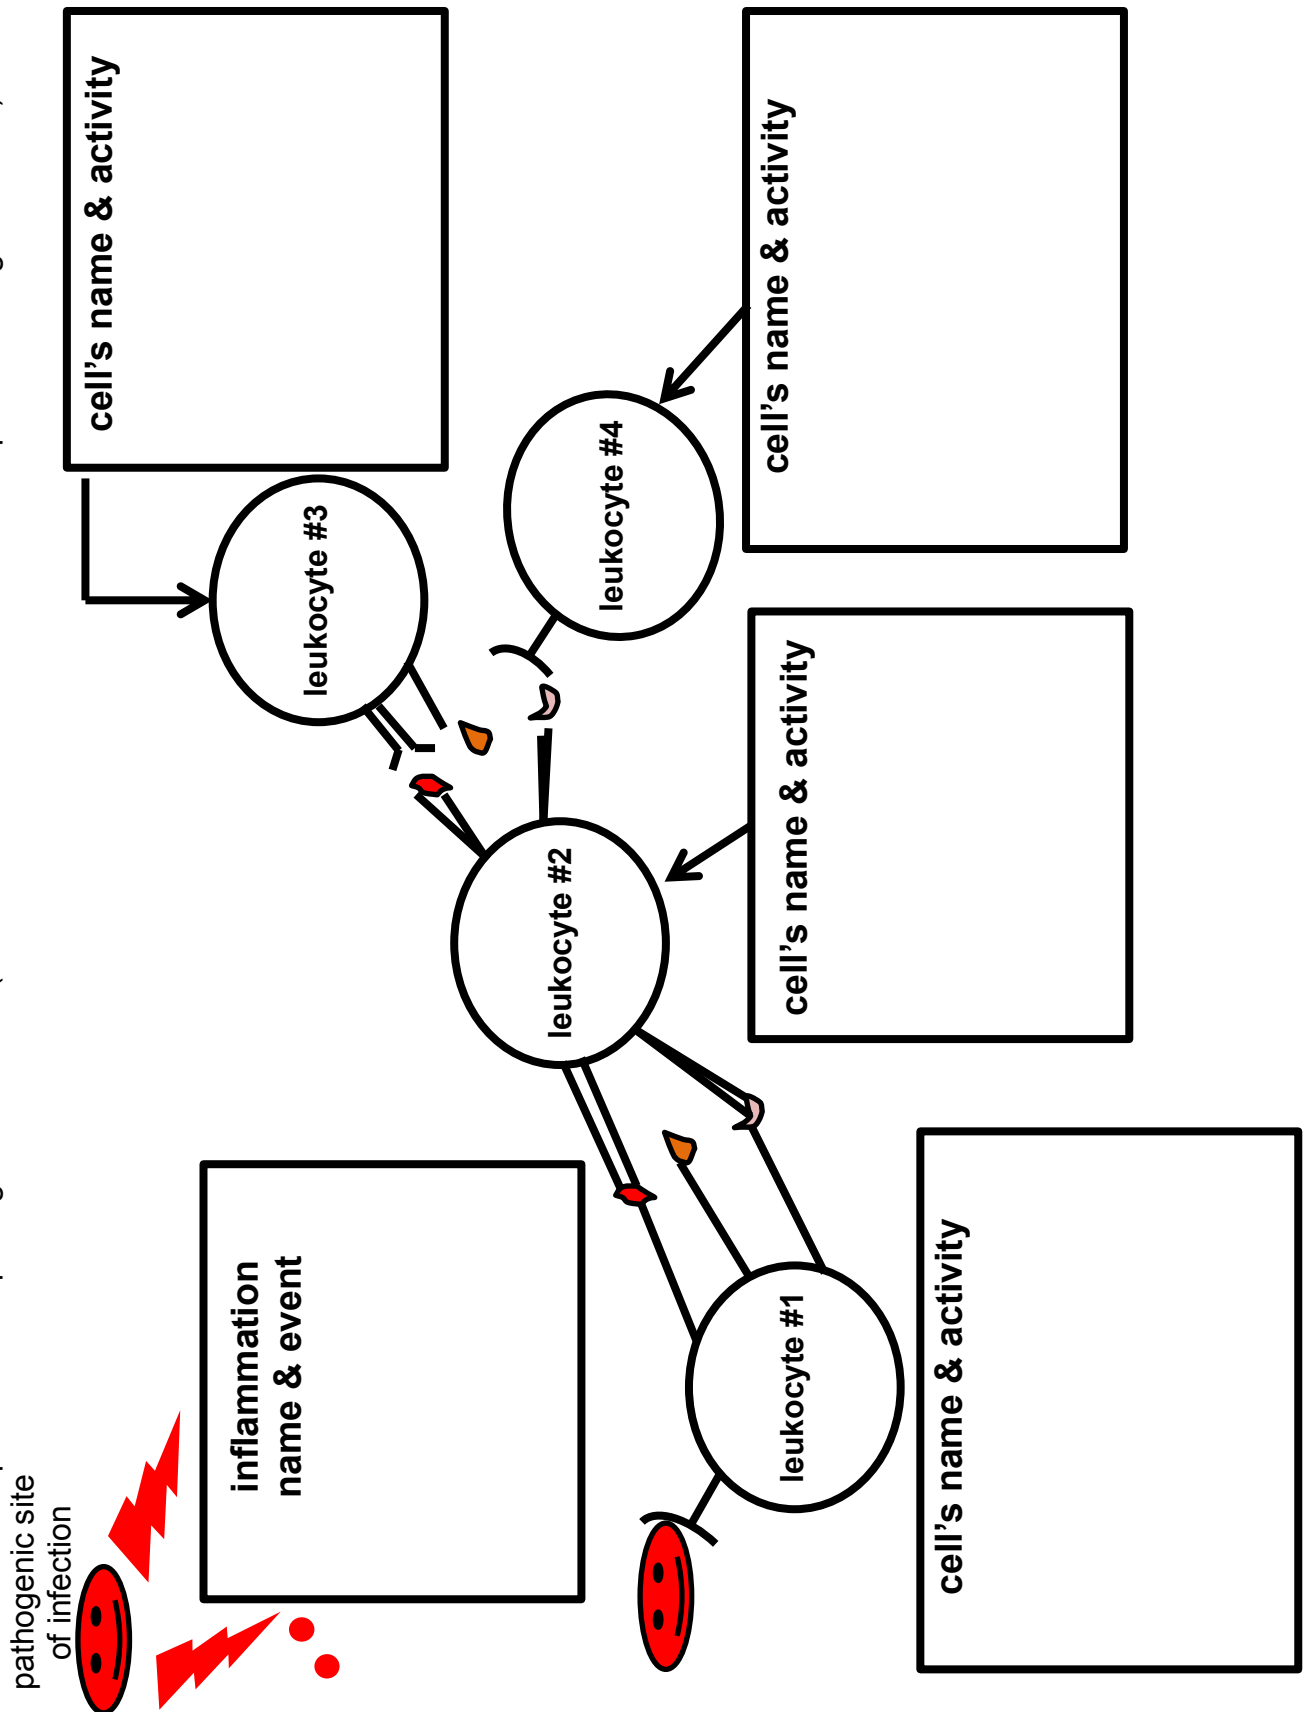 pathogenic site
of infection
inflammation
name & event
cell's name & activity
leukocyte #1
cell's name & activity
leukocyte #2
cell's name & activity
leukocyte #3
cell's name & activity
leukocyte #4